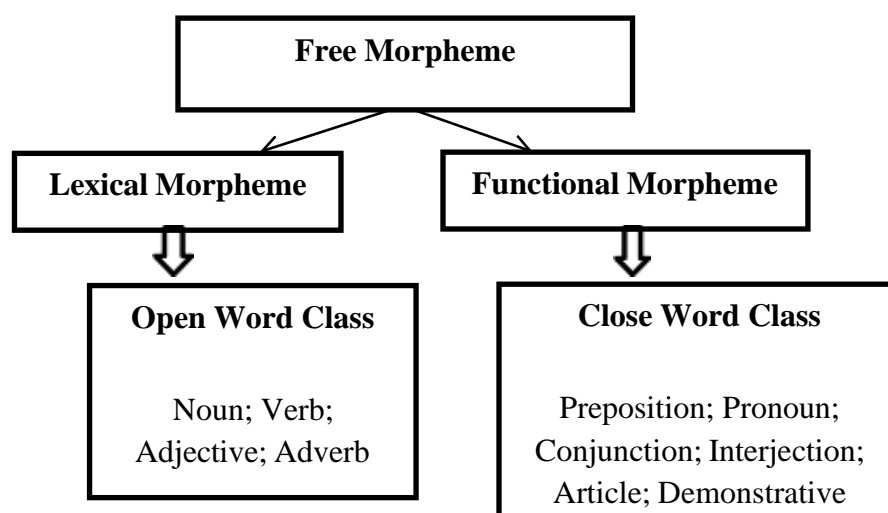 Free Morpheme
Lexical Morpheme
Functional Morpheme
Open Word Class
Noun; Verb;
Adjective; Adverb
Close Word Class
Preposition; Pronoun;
Conjunction; Interjection;
Article; Demonstrative